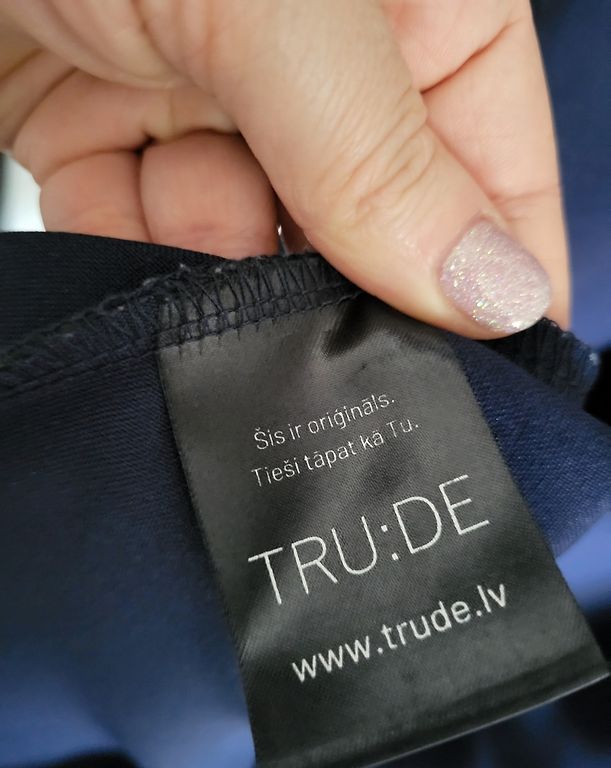 Šis ir oriģināls.
Tieši tāpat kā Tu.
TRU:DE
www.trude.lv